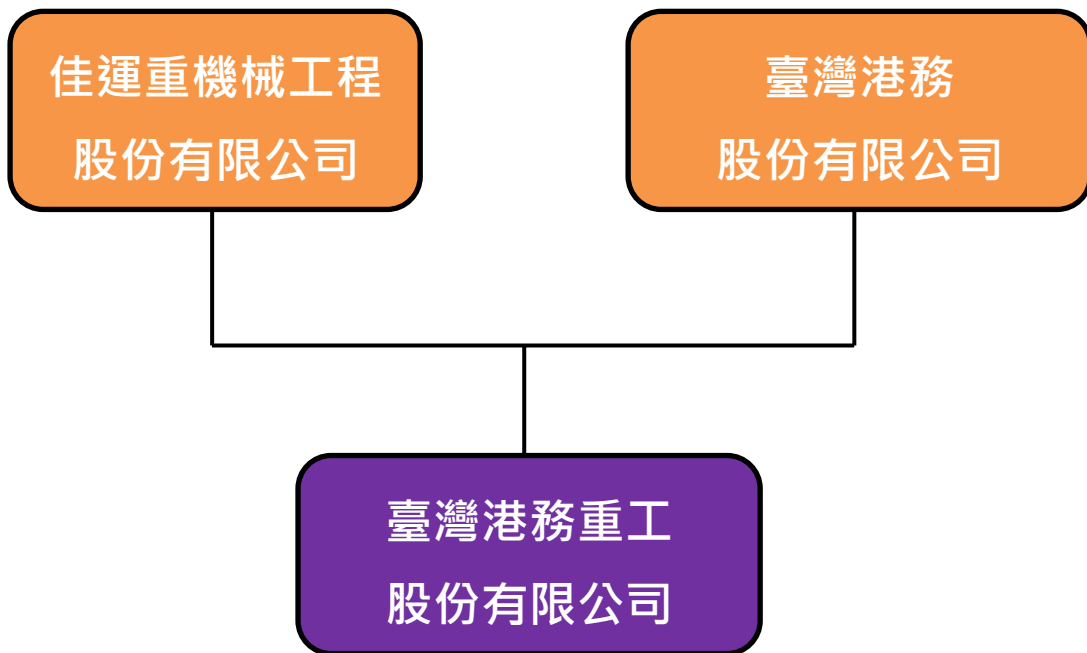 佳運重機械工程
股份有限公司
臺灣港務
股份有限公司
臺灣港務重工
股份有限公司